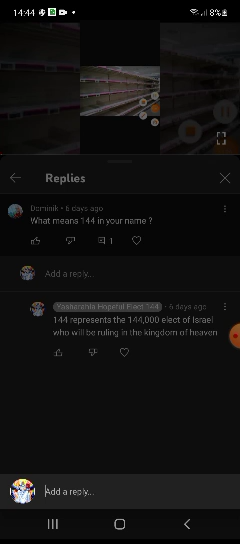 14:44
8%
Replies
Dominik • 6 days ago
What means 144 in your name ?
1
Add a reply...
Yasharahla Hopeful Elect 144 • 6 days ago
144 represents the 144,000 elect of Israel
who will be ruling in the kingdom of heaven
Add a reply...